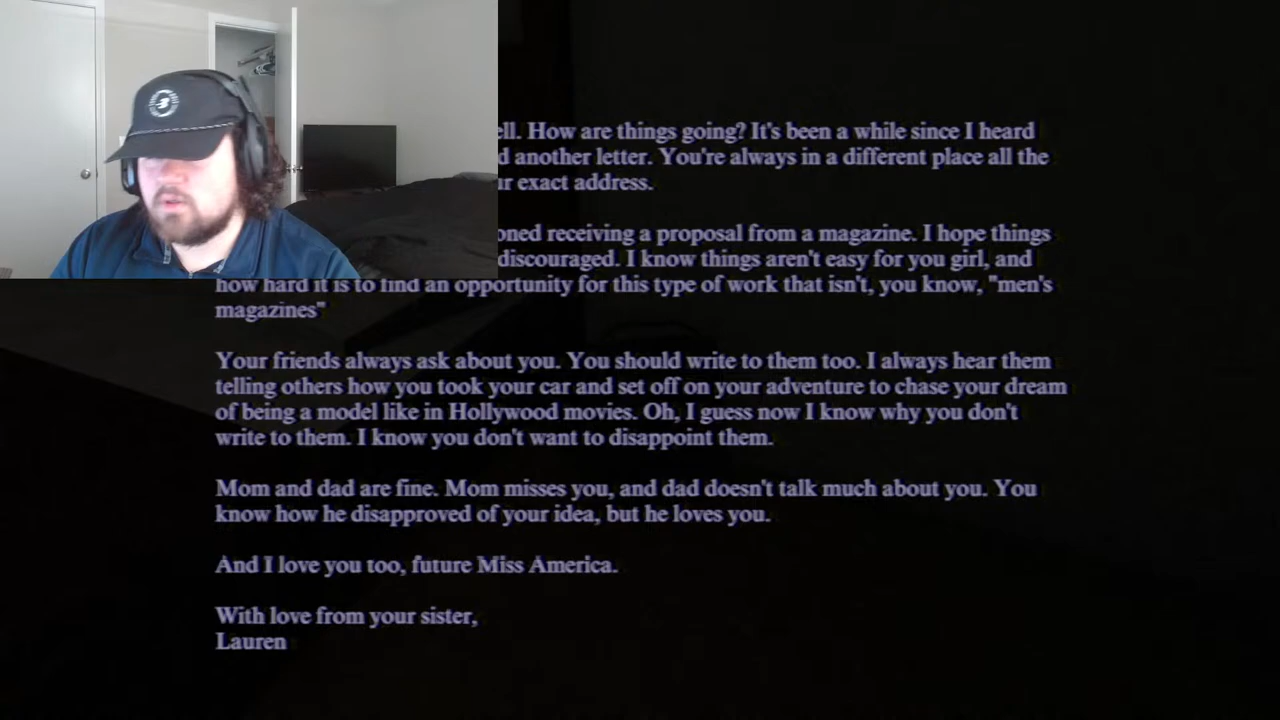 How are things going? It's been a while since I heard
another letter. You're always in a different place all the
exact address.
receiving a proposal from a magazine. I hope things
discouraged. I know things aren't easy for you girl, and
how hard it is to find an opportunity for this type of work that isn't, you know, "men's
magazines"
Your friends always ask about you. You should write to them too. I always hear them
telling others how you took your car and set off on your adventure to chase your dream
of being a model like in Hollywood movies. Oh, I guess now I know why you don't
write to them. I know you don't want to disappoint them.
Mom and dad are fine. Mom misses you, and dad doesn't talk much about you. You
know how he disapproved of your idea, but he loves you.
And I love you too, future Miss America.
With love from your sister,
Lauren